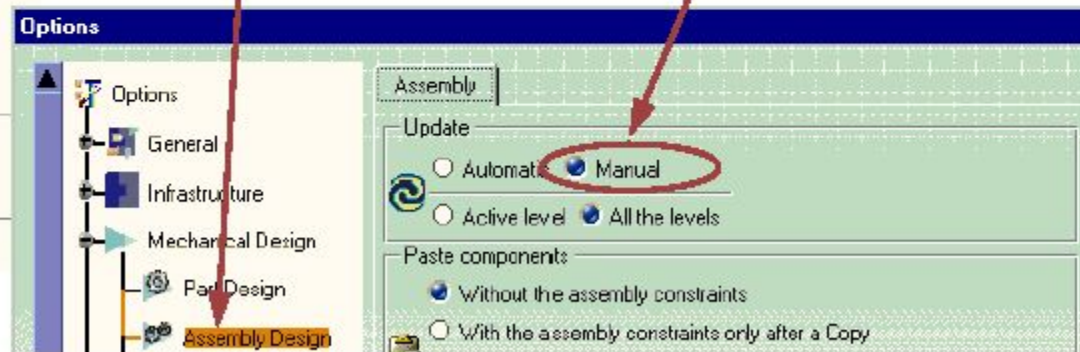 Options
Options
General
Infrastructure
Mechanical Design
Part Design
Assembly Design
Assembly
Update
Automatic Manual
Active level All the levels
Paste components
Without the assembly constraints
With the assembly constraints only after a Copy